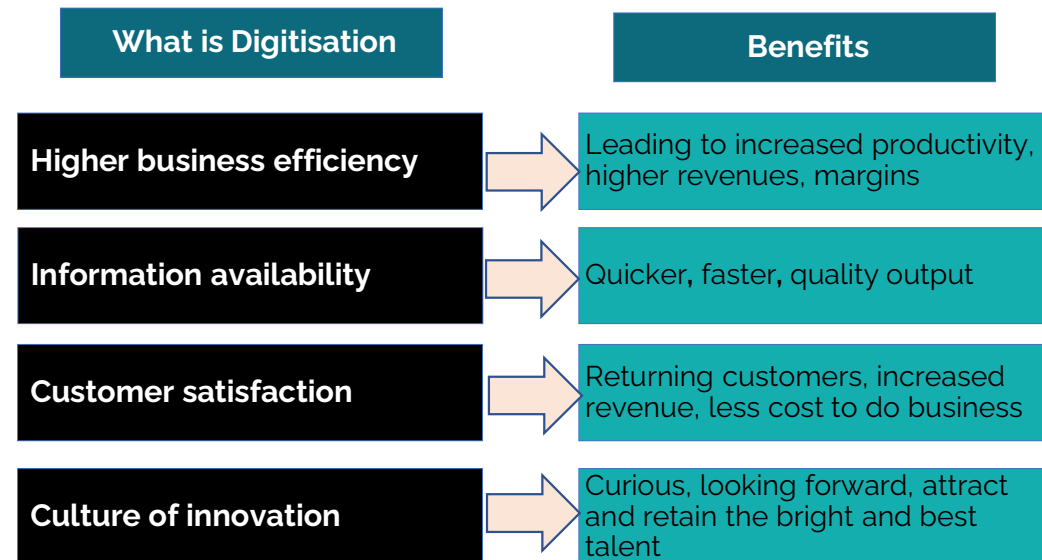 What is Digitisation
Benefits
Higher business efficiency
Leading to increased productivity,
higher revenues, margins
Information availability
Quicker, faster, quality output
Customer satisfaction
Returning customers, increased
revenue, less cost to do business
Culture of innovation
Curious, looking forward, attract
and retain the bright and best
talent